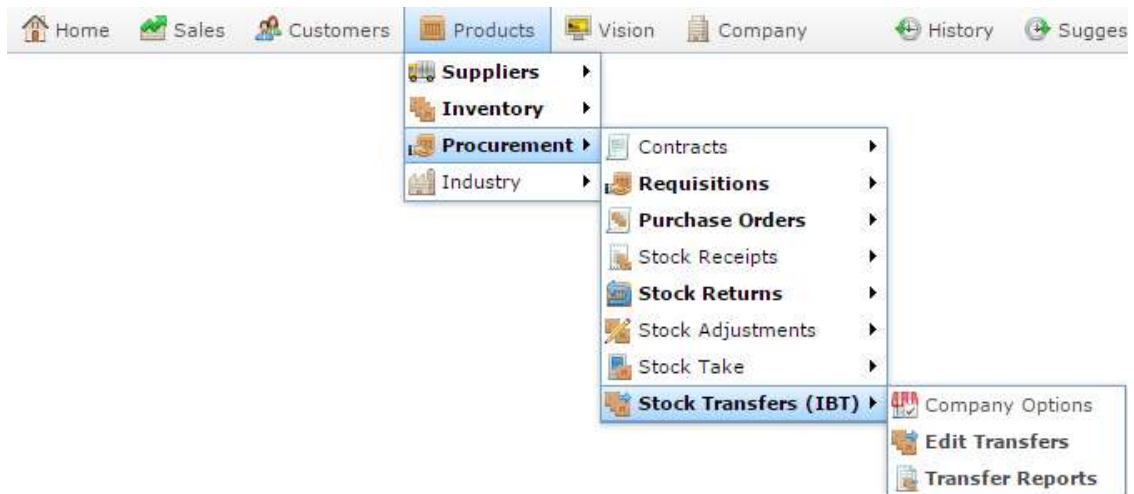 Home Sales Customers Products Vision Company History Sugges
Suppliers
Inventory
Procurement
Industry
Contracts
Requisitions
Purchase Orders
Stock Receipts
Stock Returns
Stock Adjustments
Stock Take
Stock Transfers (IBT)
Company Options
Edit Transfers
Transfer Reports